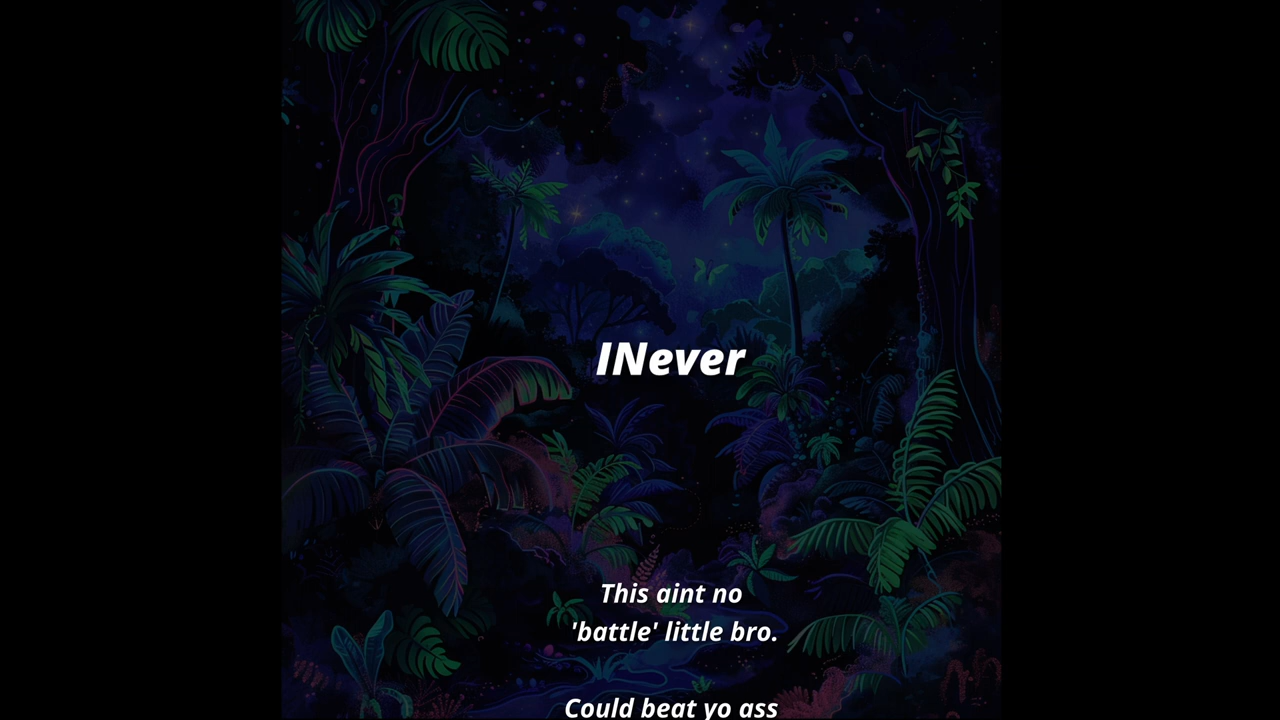 INever
This aint no
'battle' little bro.
Could beat yo ass